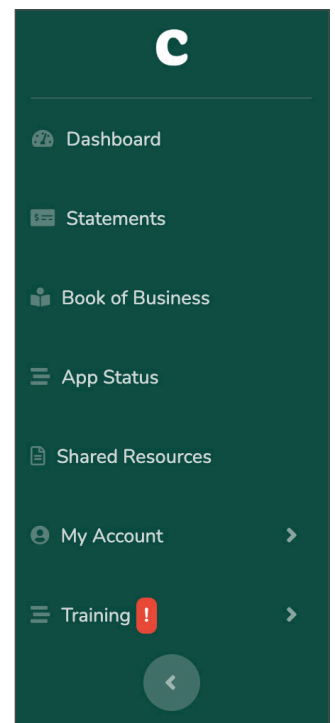 c
Dashboard
Statements
Book of Business
App Status
Shared Resources
My Account
Training !